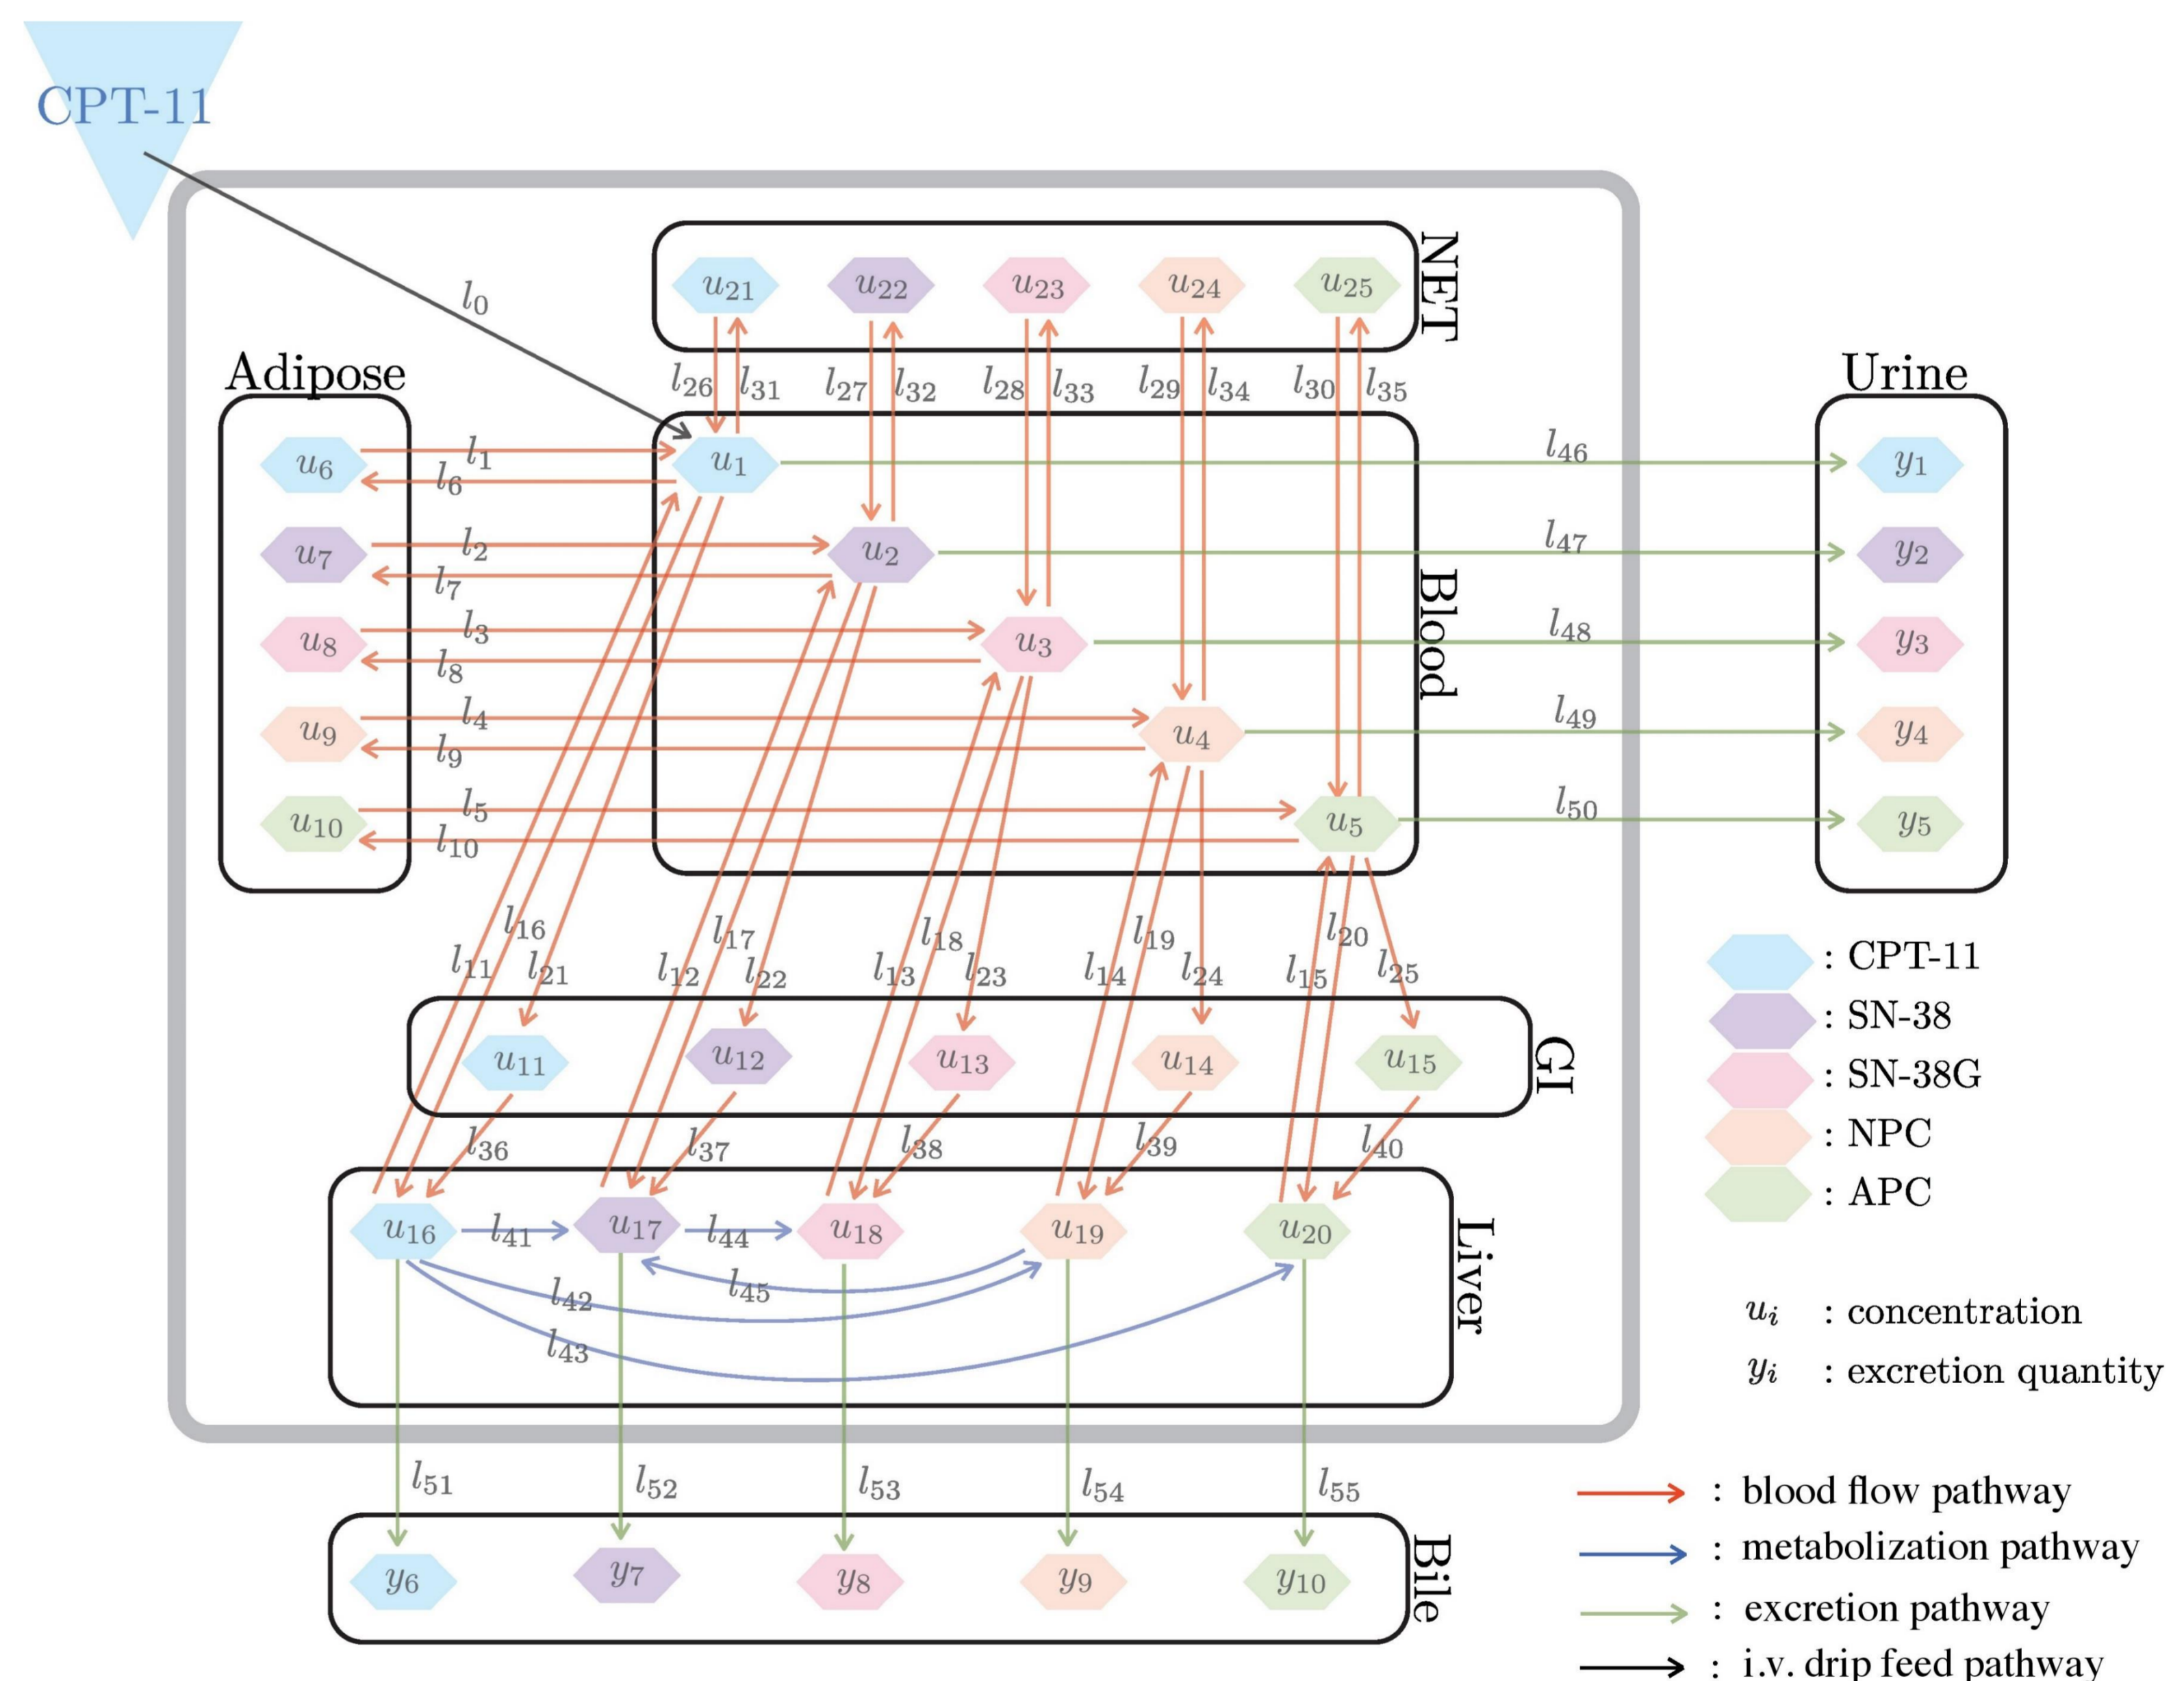 CPT-11
l0
NET
u21 u22 u23 u24 u25
l26 l31 l27 l32 l28 l33 l29 l34 l30 l35
Adipose
Urine
u6 l1 u1 l46 y1
l6
u7 l2 u2 l47 y2
l7
u8 l3 u3 l48 y3
l8
Blood
u9 l4 u4 l49 y4
l9
u10 l5 u5 l50 y5
l10
l16 l17 l18 l19 l20
l11 l21 l12 l22 l13 l23 l14 l24 l15 l25
GI
u11 u12 u13 u14 u15
l36 l37 l38 l39 l40
Liver
u16 l41 u17 l44 u18 u19 u20
l42 l45
l43
l51 l52 l53 l54 l55
Bile
y6 y7 y8 y9 y10
: CPT-11
: SN-38
: SN-38G
: NPC
: APC
ui : concentration
yi : excretion quantity
: blood flow pathway
: metabolization pathway
: excretion pathway
: i.v. drip feed pathway